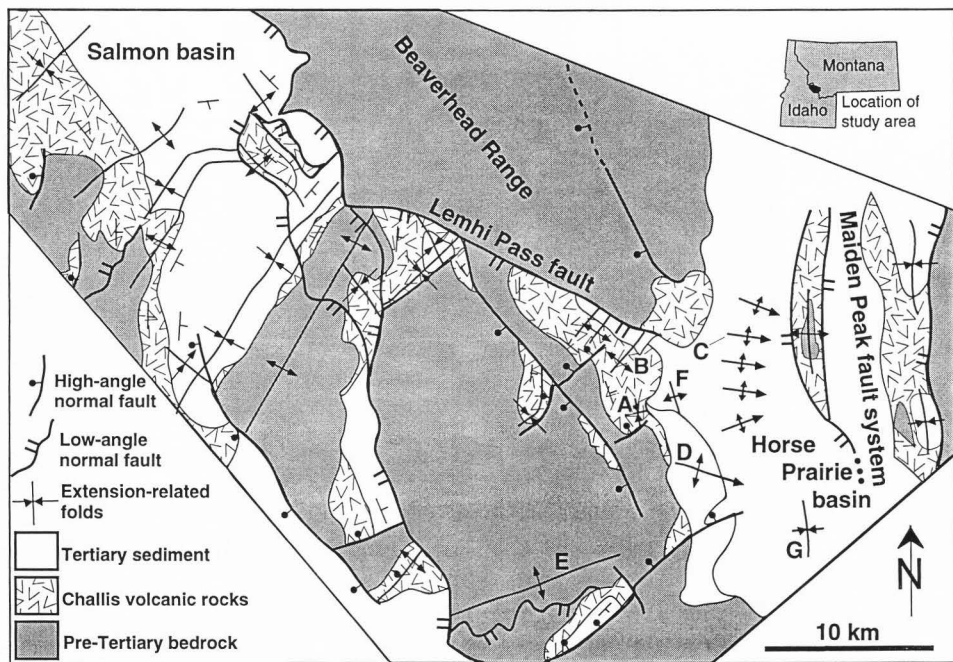 Salmon basin
Beaverhead Range
Lemhi Pass fault
Montana
Idaho
Location of
study area
Maiden Peak fault system
C
B
A
F
D
Horse
Prairie
basin
E
G
N
10 km
High-angle
normal fault
Low-angle
normal fault
Extension-related
folds
Tertiary sediment
Challis volcanic rocks
Pre-Tertiary bedrock